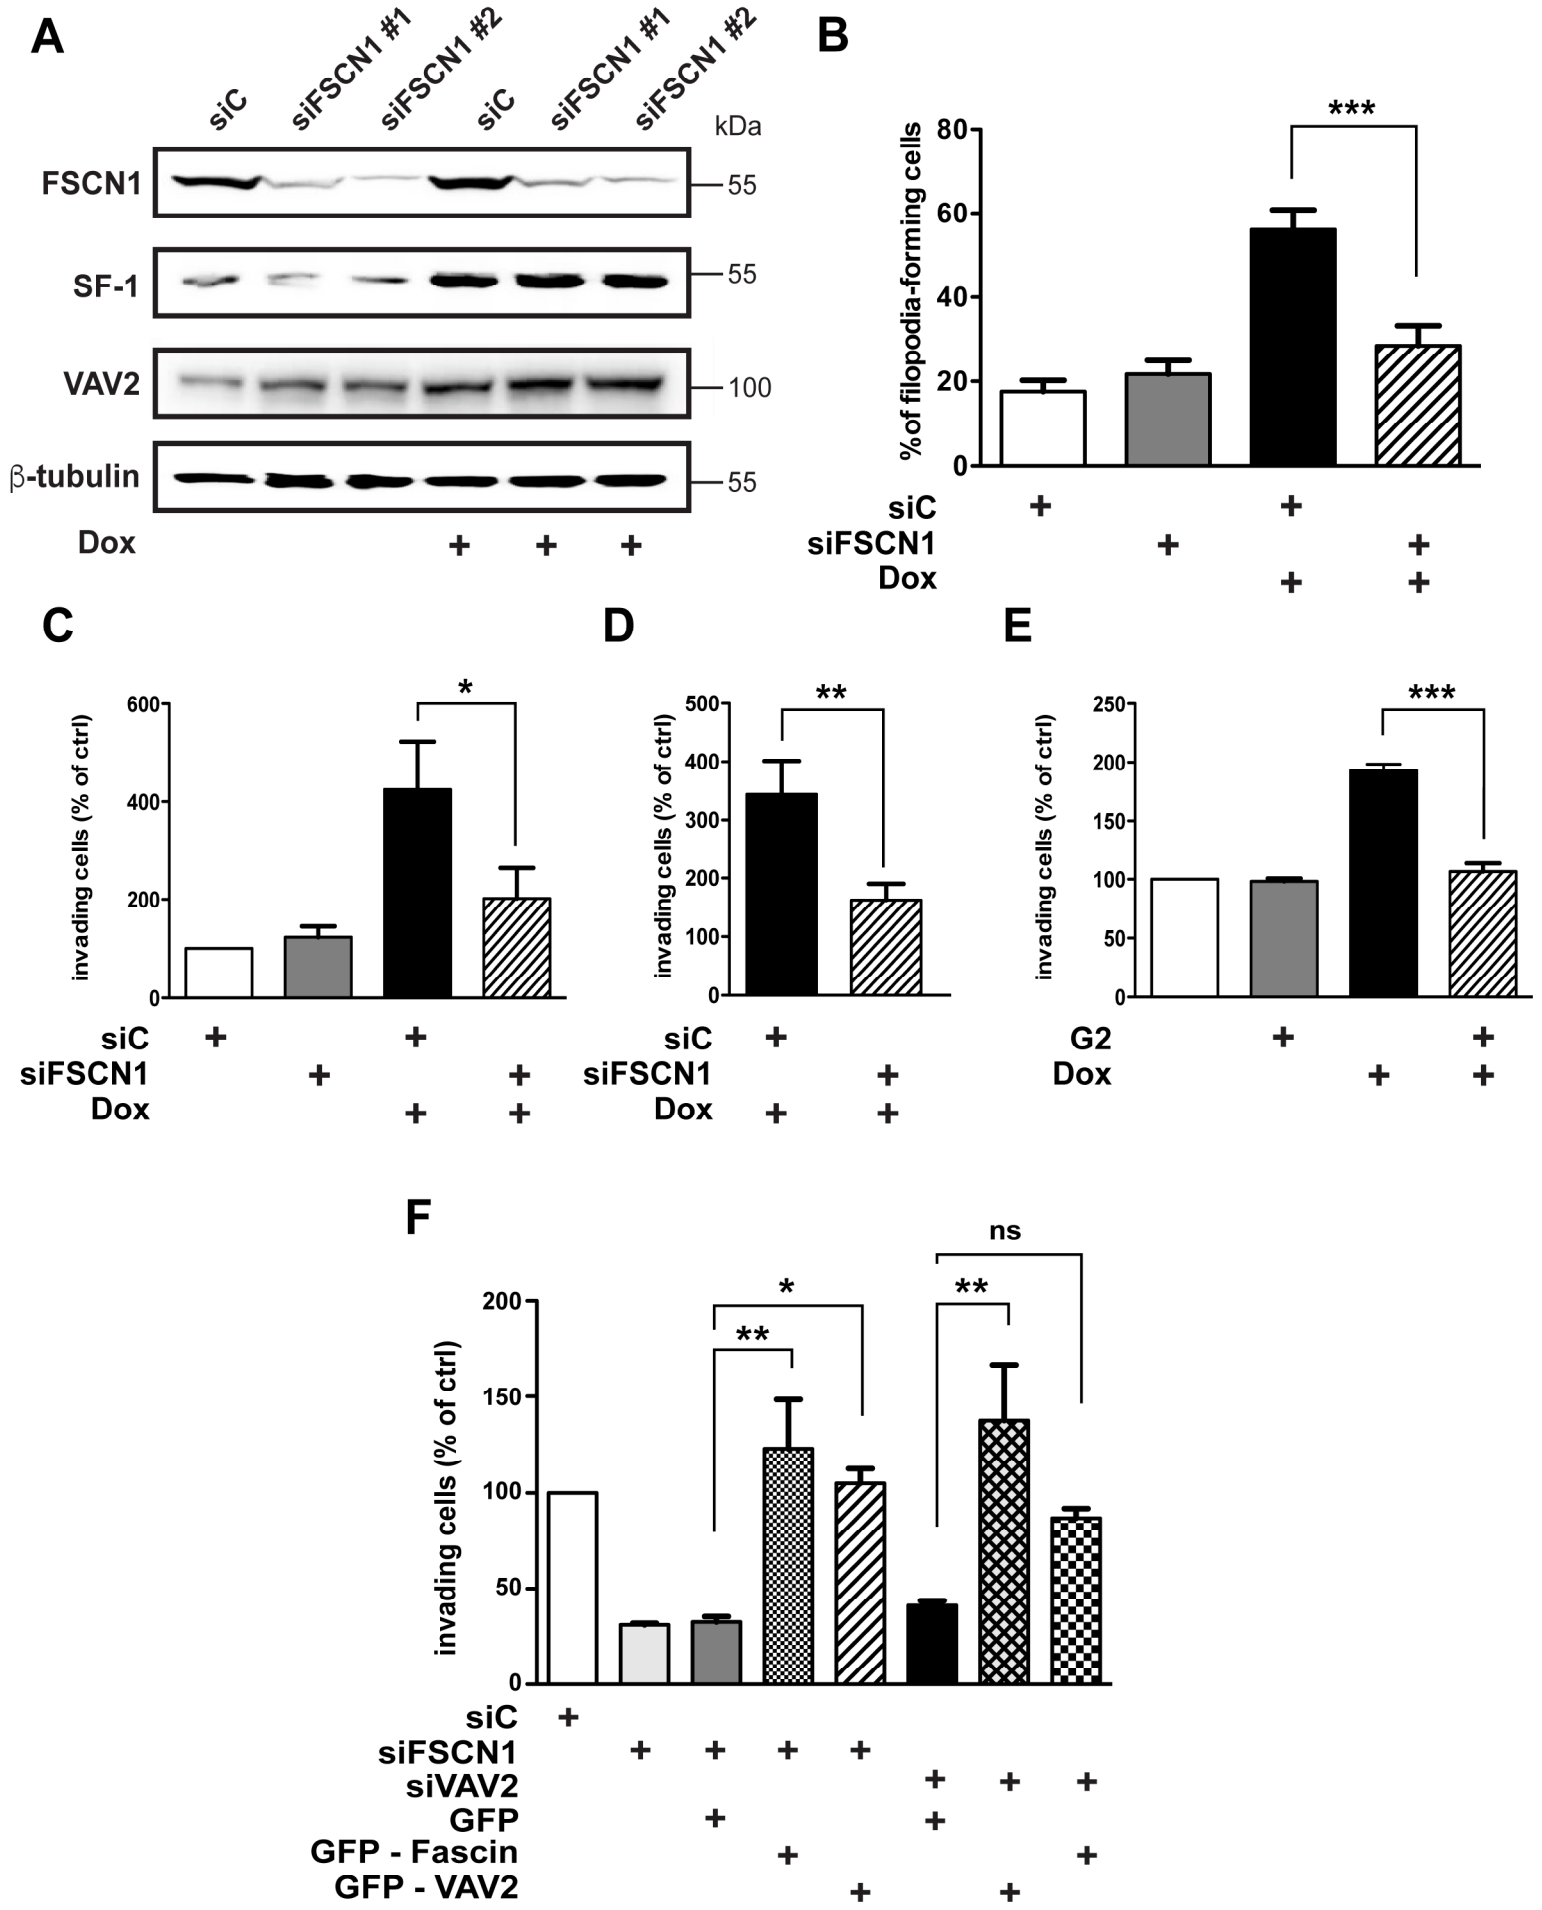 A
siC
siFSCN1 #1
siFSCN1 #2
siC
siFSCN1 #1
siFSCN1 #2
kDa
FSCN1
55
SF-1
55
VAV2
100
β-tubulin
55
Dox + + +
B
% of filopodia-forming cells
80
60
40
20
0
***
siC + +
siFSCN1 + +
Dox + +
C
invading cells (% of ctrl)
600
400
200
0
*
siC + +
siFSCN1 + +
Dox + +
D
invading cells (% of ctrl)
500
400
300
200
100
0
**
siC +
siFSCN1 +
Dox + +
E
invading cells (% of ctrl)
250
200
150
100
50
0
***
G2 + +
Dox + +
F
invading cells (% of ctrl)
200
150
100
50
0
**
*
**
ns
siC +
siFSCN1 + + + +
siVAV2 + + +
GFP + +
GFP - Fascin + +
GFP - VAV2 + +